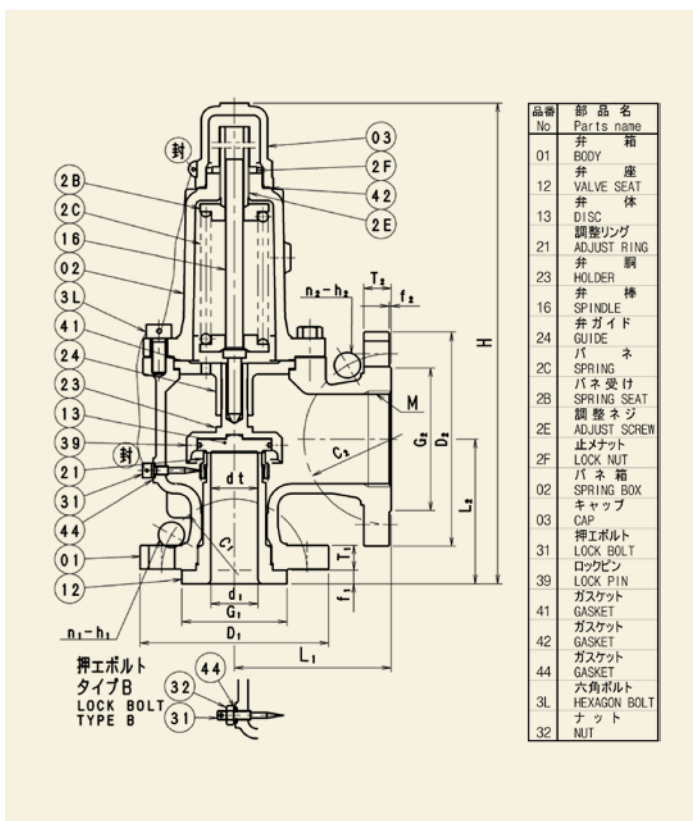 03
封
2F
2B
42
2C
2E
16
02
n₂-h₂
T₂
f₂
3L
H
41
24
23
M
13
G₂
D₂
39
C₂
封
21
dt
L₂
31
44
C₁
01
T₁
12
d₁
f₁
G₁
n₁-h₁
D₁
L₁
押エボルト
タイプB
LOCK BOLT
TYPE B
44
32
31
品番 部品名
No Parts name
弁 箱
01 BODY
弁 座
12 VALVE SEAT
弁 体
13 DISC
調整リング
21 ADJUST RING
弁 胴
23 HOLDER
弁 棒
16 SPINDLE
弁ガイド
24 GUIDE
バ ネ
2C SPRING
バネ受け
2B SPRING SEAT
調整ネジ
2E ADJUST SCREW
止メナット
2F LOCK NUT
バネ箱
02 SPRING BOX
キャップ
03 CAP
押エボルト
31 LOCK BOLT
ロックピン
39 LOCK PIN
ガスケット
41 GASKET
ガスケット
42 GASKET
ガスケット
44 GASKET
六角ボルト
3L HEXAGON BOLT
ナット
32 NUT